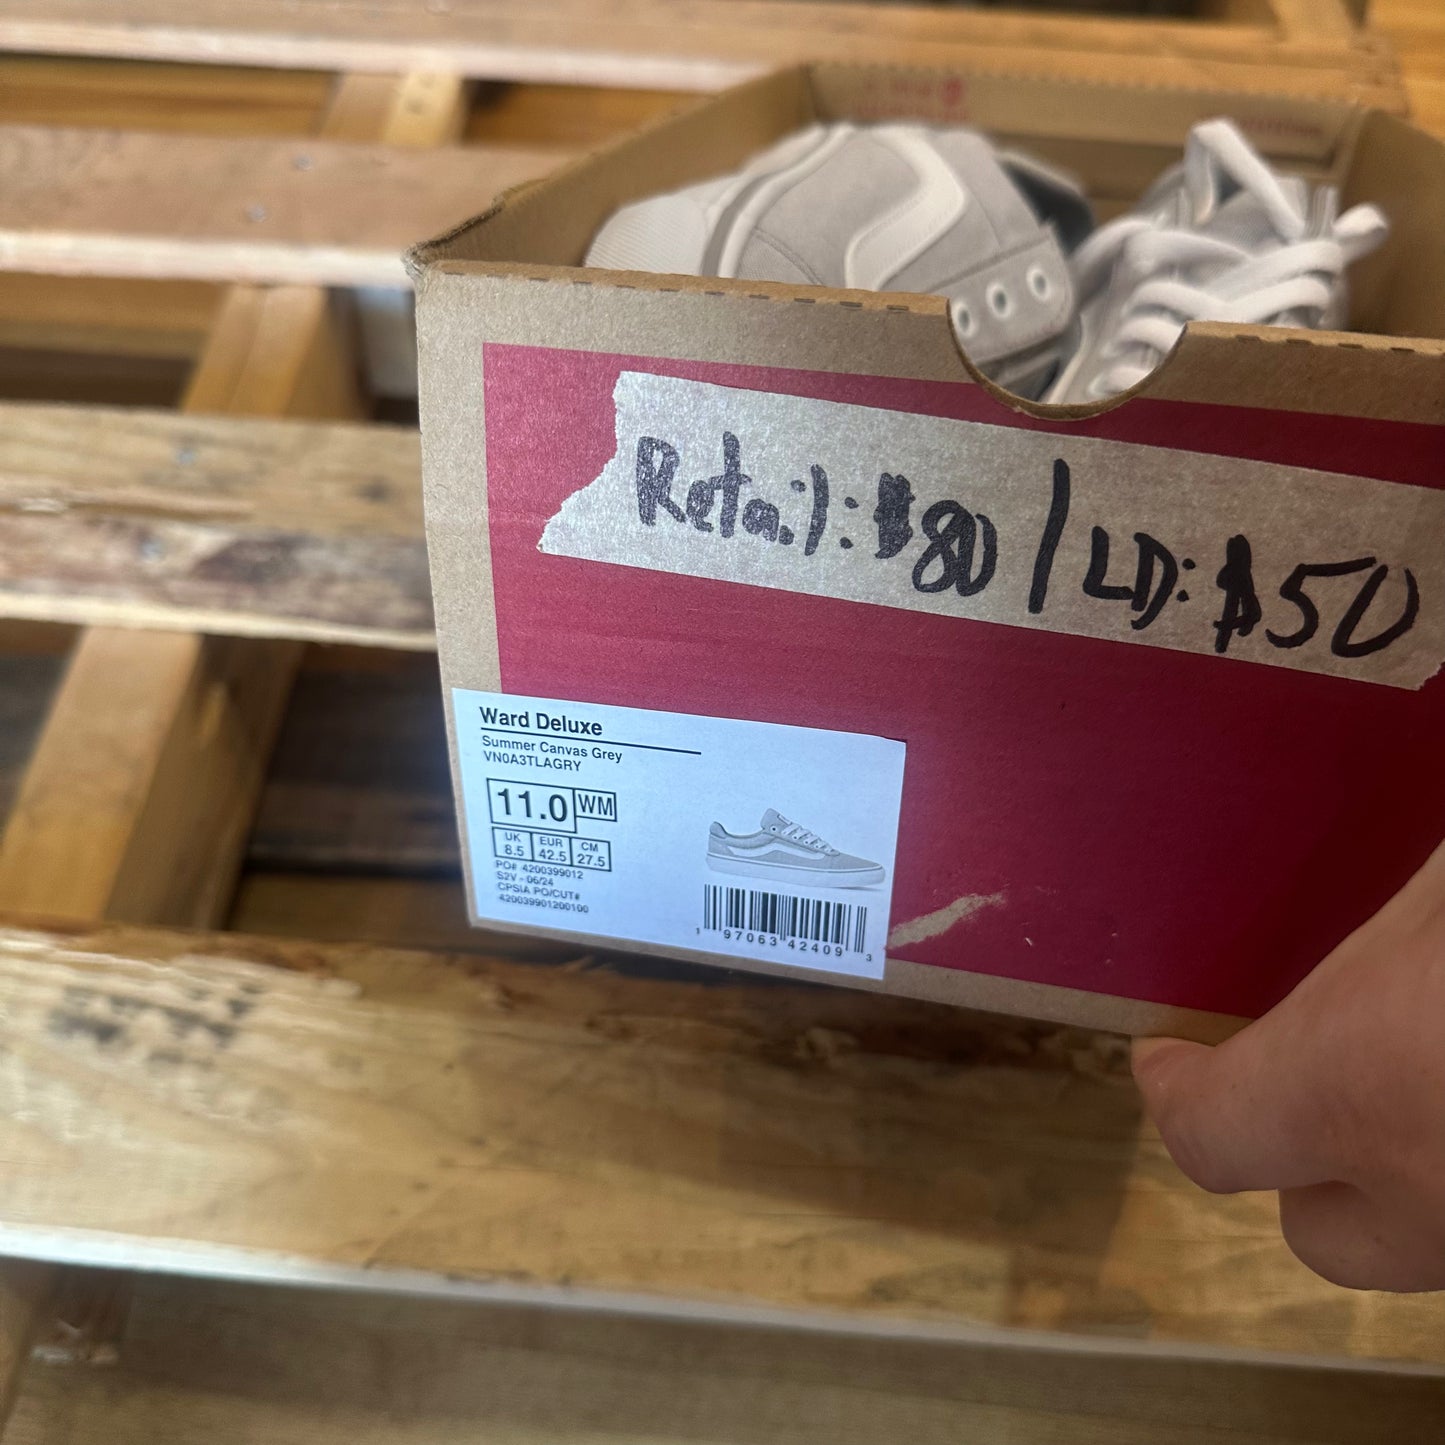 Retail: $80 / LD: $50
Ward Deluxe
Summer Canvas Grey
VN0A3TLAGRY
11.0 WM
UK EUR CM
8.5 42.5 27.5
PO# 4200399012
S2V - 06/24
CPSIA PO/CUT#
420039901200100
1 97063 42409 3